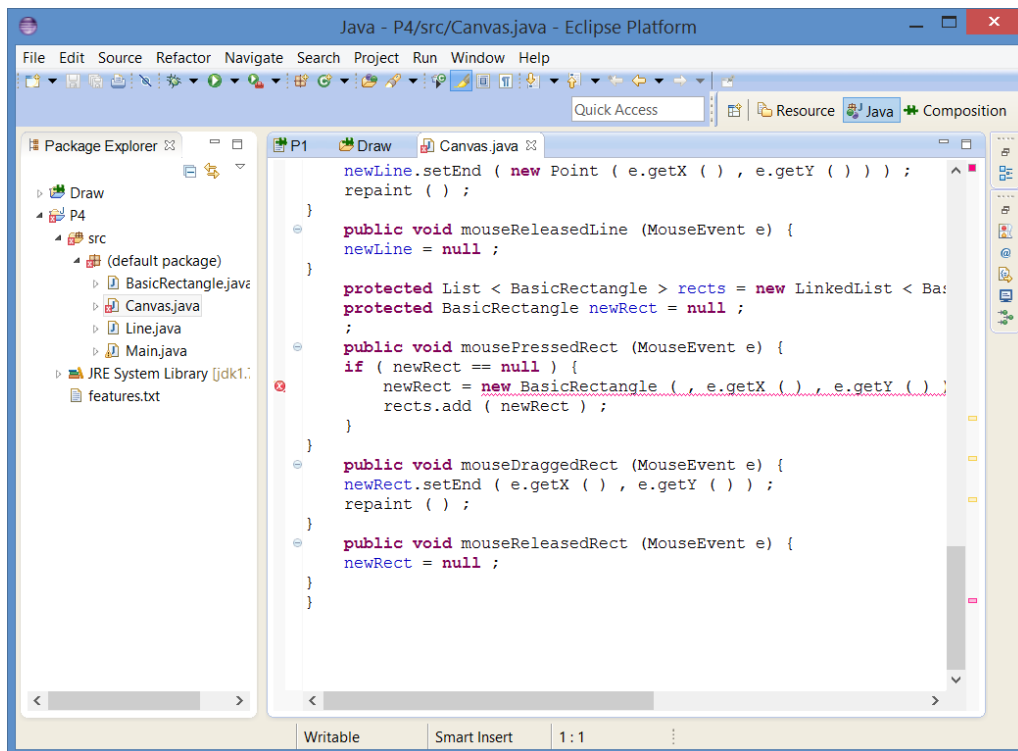 Java - P4/src/Canvas.java - Eclipse Platform
File Edit Source Refactor Navigate Search Project Run Window Help
Quick Access
Resource
Java
Composition
Package Explorer
Draw
P4
src
(default package)
BasicRectangle.java
Canvas.java
Line.java
Main.java
JRE System Library [jdk1.
features.txt
P1
Draw
Canvas.java
newLine.setEnd ( new Point ( e.getX () , e.getY () ) ) ;
repaint ( ) ;
}
public void mouseReleasedLine (MouseEvent e) {
newLine = null ;
}
protected List < BasicRectangle > rects = new LinkedList < Bas
protected BasicRectangle newRect = null ;
;
public void mousePressedRect (MouseEvent e) {
if ( newRect == null ) {
newRect = new BasicRectangle ( , e.getX () , e.getY () )
rects.add ( newRect ) ;
}
}
public void mouseDraggedRect (MouseEvent e) {
newRect.setEnd ( e.getX () , e.getY () ) ;
repaint ( ) ;
}
public void mouseReleasedRect (MouseEvent e) {
newRect = null ;
}
}
Writable
Smart Insert
1 : 1